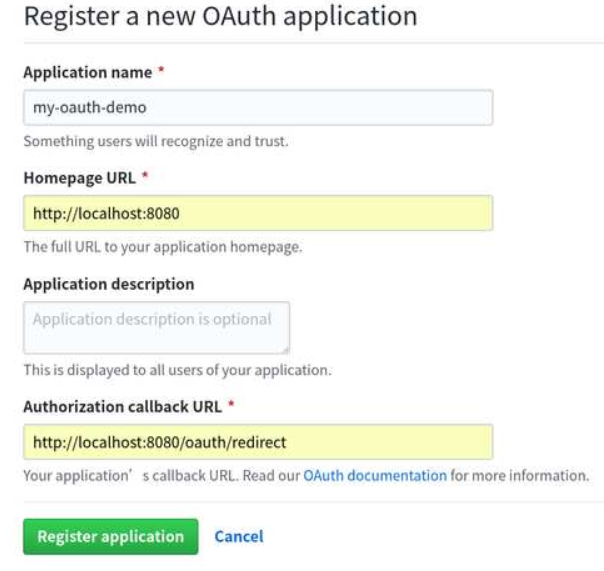 Register a new OAuth application
Application name *
my-oauth-demo
Something users will recognize and trust.
Homepage URL *
http://localhost:8080
The full URL to your application homepage.
Application description
Application description is optional
This is displayed to all users of your application.
Authorization callback URL *
http://localhost:8080/oauth/redirect
Your application’ s callback URL. Read our OAuth documentation for more information.
Register application Cancel